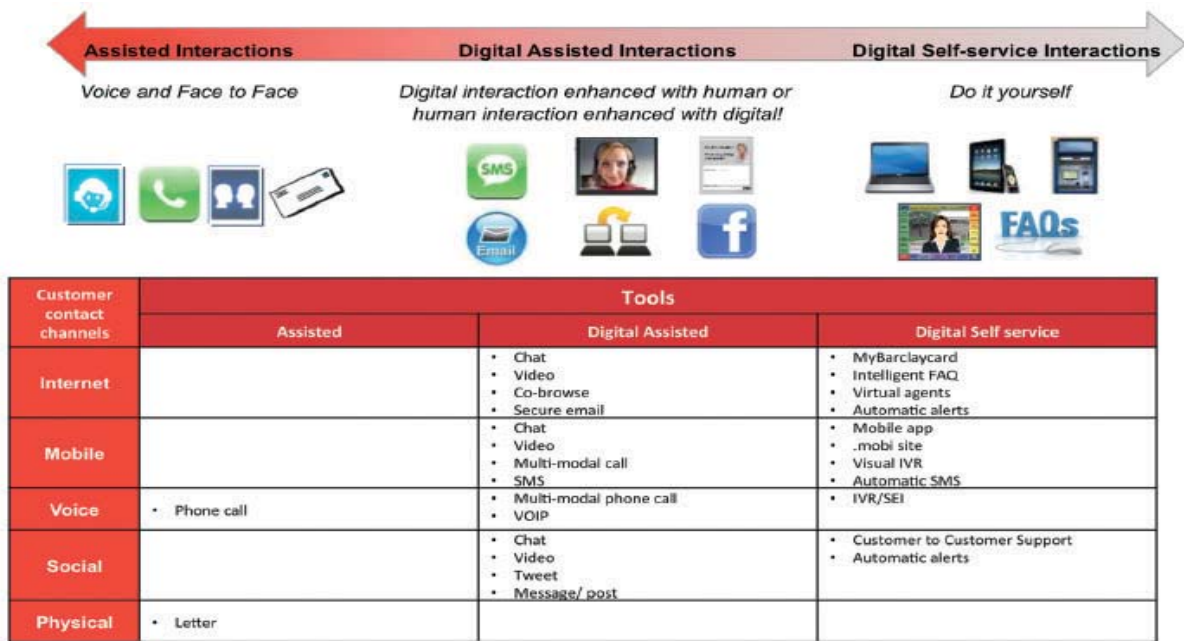 Assisted Interactions
Digital Assisted Interactions
Digital Self-service Interactions
Voice and Face to Face
Digital interaction enhanced with human or
human interaction enhanced with digital!
Do it yourself
SMS
Email
f
FAQs
Customer
contact
channels
Tools
Assisted
Digital Assisted
Digital Self service
Internet
• Chat
• Video
• Co-browse
• Secure email
• MyBarclaycard
• Intelligent FAQ
• Virtual agents
• Automatic alerts
Mobile
• Chat
• Video
• Multi-modal call
• SMS
• Mobile app
• .mobi site
• Visual IVR
• Automatic SMS
Voice
• Phone call
• Multi-modal phone call
• VOIP
• IVR/SEI
Social
• Chat
• Video
• Tweet
• Message/ post
• Customer to Customer Support
• Automatic alerts
Physical
• Letter